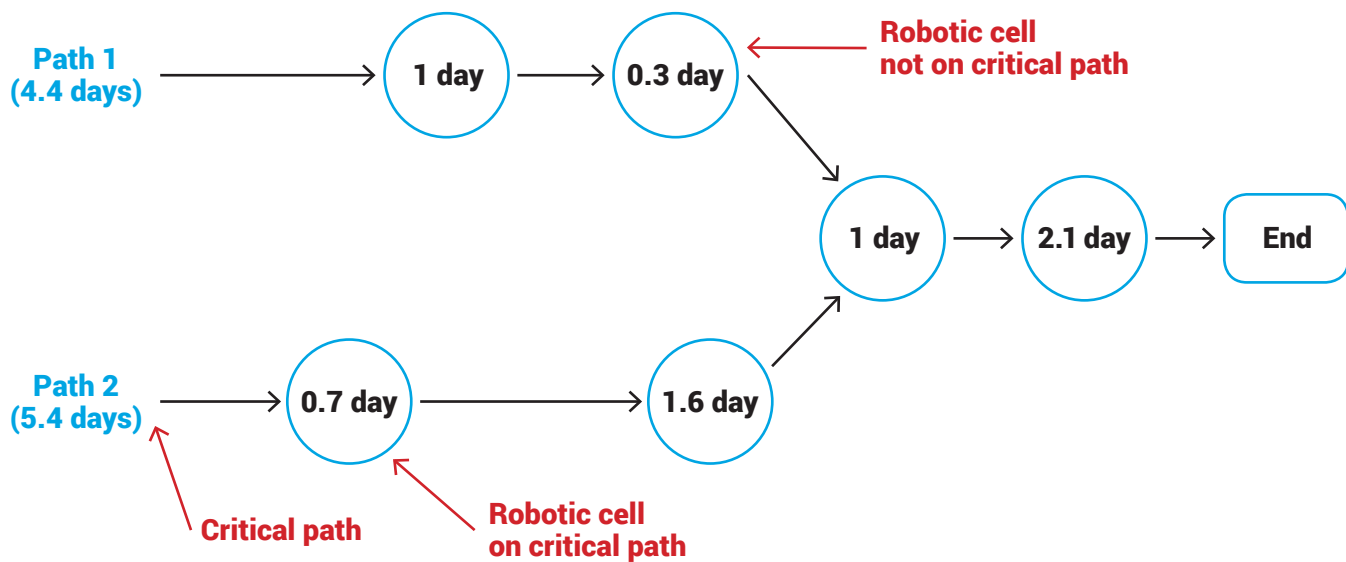 Path 1
(4.4 days)
1 day
0.3 day
Robotic cell
not on critical path
1 day
2.1 day
End
Path 2
(5.4 days)
0.7 day
1.6 day
Critical path
Robotic cell
on critical path